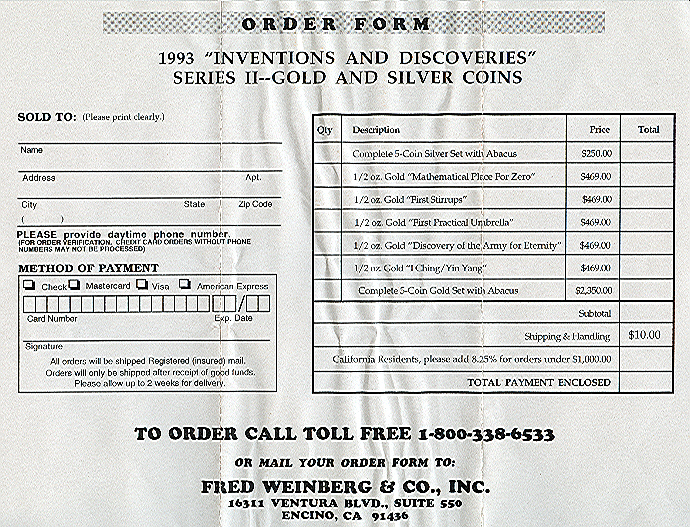 ORDER FORM
1993 "INVENTIONS AND DISCOVERIES"
SERIES II--GOLD AND SILVER COINS
SOLD TO: (Please print clearly.)
Name
Address Apt.
City State Zip Code
( )
PLEASE provide daytime phone number.
(FOR ORDER VERIFICATION. CREDIT CARD ORDERS WITHOUT PHONE
NUMBERS MAY NOT BE PROCESSED)
METHOD OF PAYMENT
Check Mastercard Visa American Express
/
Card Number Exp. Date
Signature
All orders will be shipped Registered (insured) mail.
Orders will only be shipped after receipt of good funds.
Please allow up to 2 weeks for delivery.
Qty Description Price Total
Complete 5-Coin Silver Set with Abacus $250.00
1/2 oz. Gold "Mathematical Place For Zero" $469.00
1/2 oz. Gold "First Stirrups" $469.00
1/2 oz. Gold "First Practical Umbrella" $469.00
1/2 oz. Gold "Discovery of the Army for Eternity" $469.00
1/2 oz. Gold "I Ching/Yin Yang" $469.00
Complete 5-Coin Gold Set with Abacus $2,350.00
Subtotal
Shipping & Handling $10.00
California Residents, please add 8.25% for orders under $1,000.00
TOTAL PAYMENT ENCLOSED
TO ORDER CALL TOLL FREE 1-800-338-6533
OR MAIL YOUR ORDER FORM TO:
FRED WEINBERG & CO., INC.
16311 VENTURA BLVD., SUITE 550
ENCINO, CA 91436